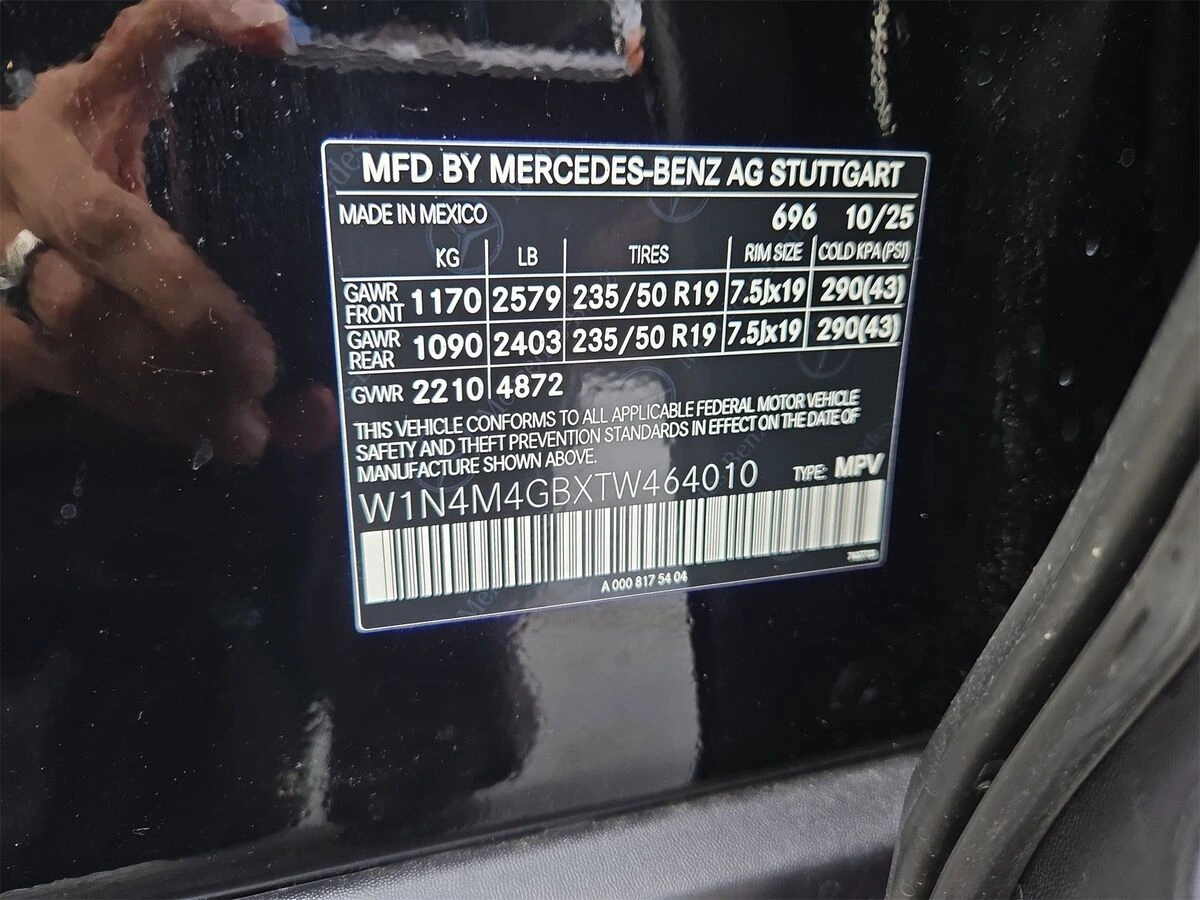 MFD BY MERCEDES-BENZ AG STUTTGART
MADE IN MEXICO 696 10/25
KG LB TIRES RIM SIZE COLD KPA(PSI)
GAWR FRONT 1170 2579 235/50 R19 7.5Jx19 290(43)
GAWR REAR 1090 2403 235/50 R19 7.5Jx19 290(43)
GVWR 2210 4872
THIS VEHICLE CONFORMS TO ALL APPLICABLE FEDERAL MOTOR VEHICLE
SAFETY AND THEFT PREVENTION STANDARDS IN EFFECT ON THE DATE OF
MANUFACTURE SHOWN ABOVE.
W1N4M4GBXTW464010 TYPE: MPV
A 000 817 54 04